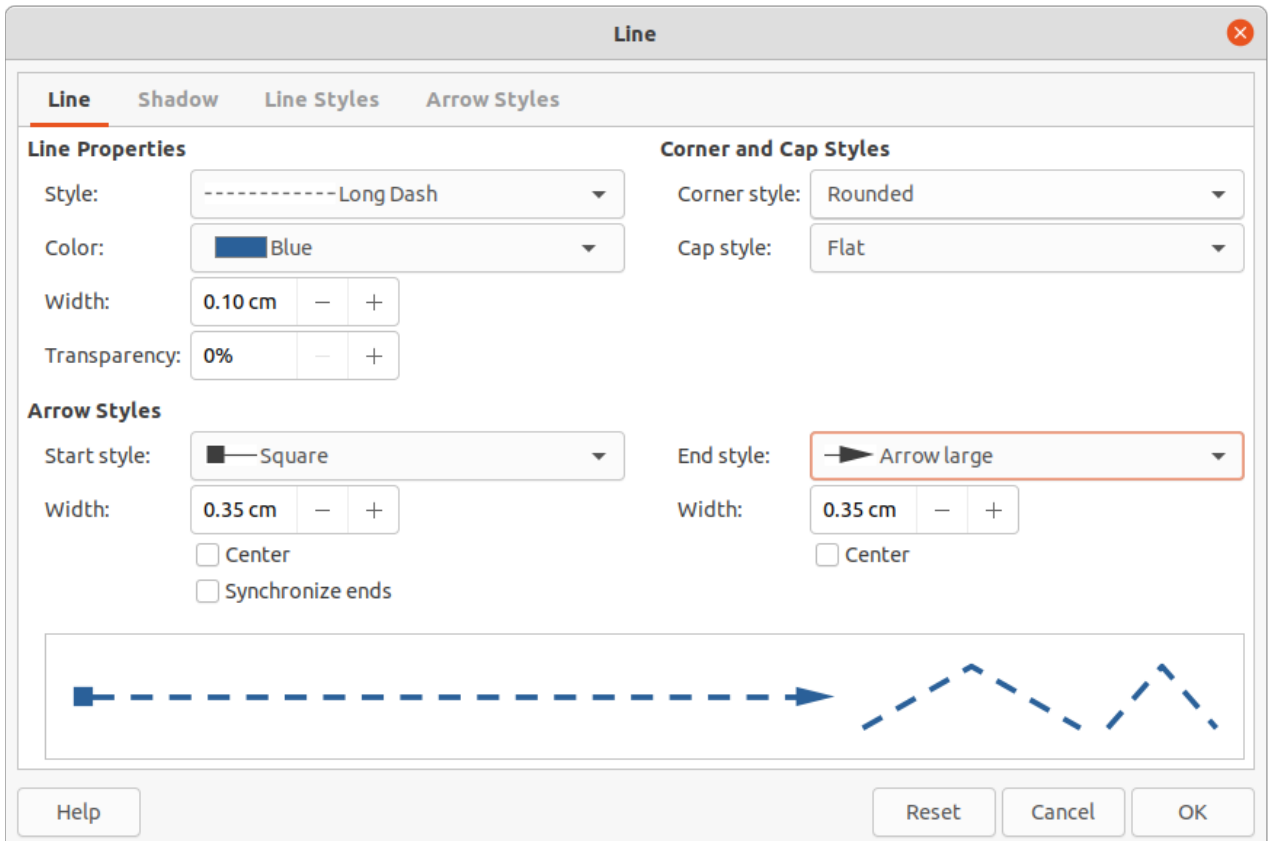 Line
Line Shadow Line Styles Arrow Styles
Line Properties
Style: Long Dash
Color: Blue
Width: 0.10 cm
Transparency: 0%
Corner and Cap Styles
Corner style: Rounded
Cap style: Flat
Arrow Styles
Start style: Square
Width: 0.35 cm
Center
Synchronize ends
End style: Arrow large
Width: 0.35 cm
Center
Help Reset Cancel OK